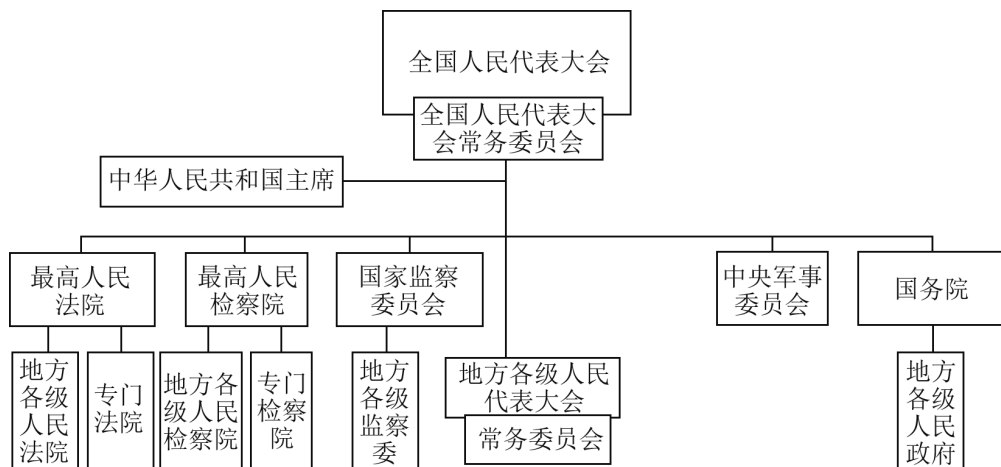 全国人民代表大会
全国人民代表大
会常务委员会
中华人民共和国主席
最高人民
法院
最高人民
检察院
国家监察
委员会
中央军事
委员会
国务院
地方
各级
人民
法院
专门
法院
地方各
级人民
检察院
专门
检察
院
地方
各级
监察
委
地方各级人民
代表大会
常务委员会
地方
各级
人民
政府